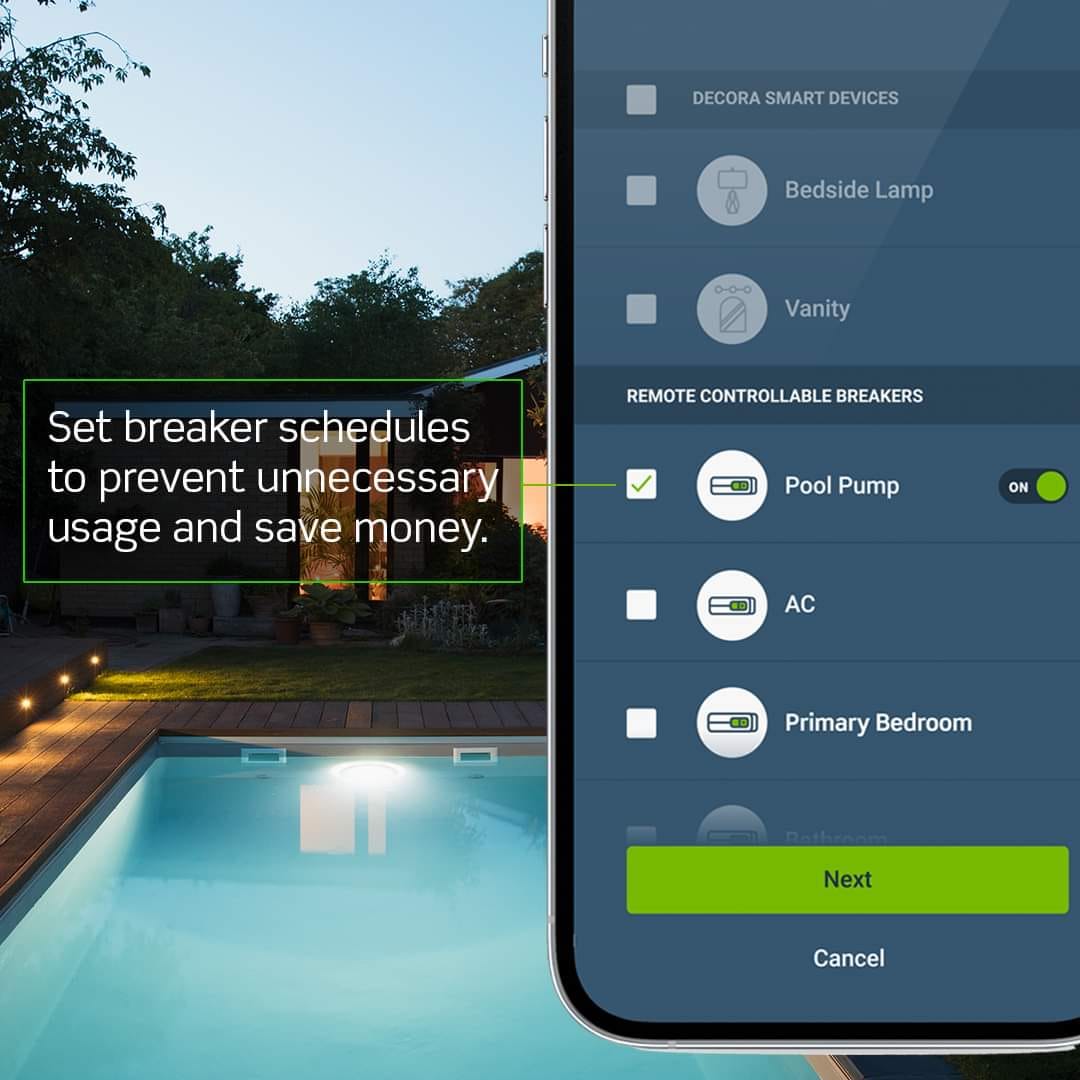 Set breaker schedules
to prevent unnecessary
usage and save money.
DECORA SMART DEVICES
Bedside Lamp
Vanity
REMOTE CONTROLLABLE BREAKERS
Pool Pump
ON
AC
Primary Bedroom
Bathroom
Next
Cancel